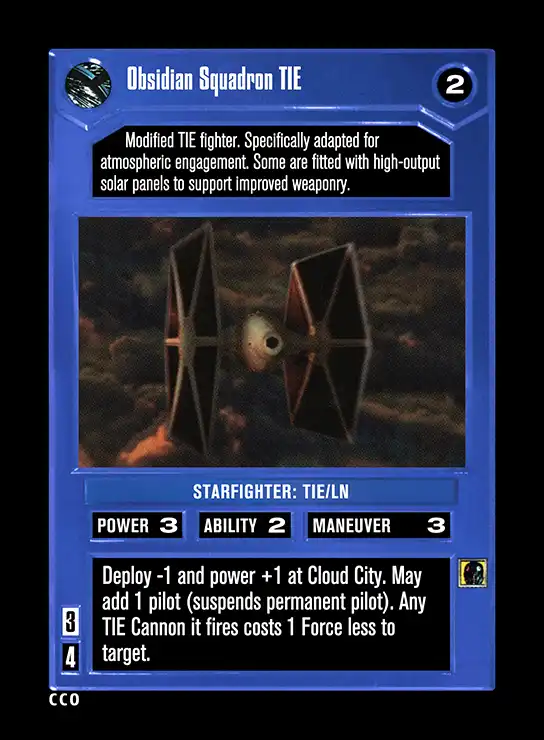 Obsidian Squadron TIE
2
Modified TIE fighter. Specifically adapted for
atmospheric engagement. Some are fitted with high-output
solar panels to support improved weaponry.
STARFIGHTER: TIE/LN
POWER 3 ABILITY 2 MANEUVER 3
Deploy -1 and power +1 at Cloud City. May
add 1 pilot (suspends permanent pilot). Any
TIE Cannon it fires costs 1 Force less to
target.
3
4
CCO